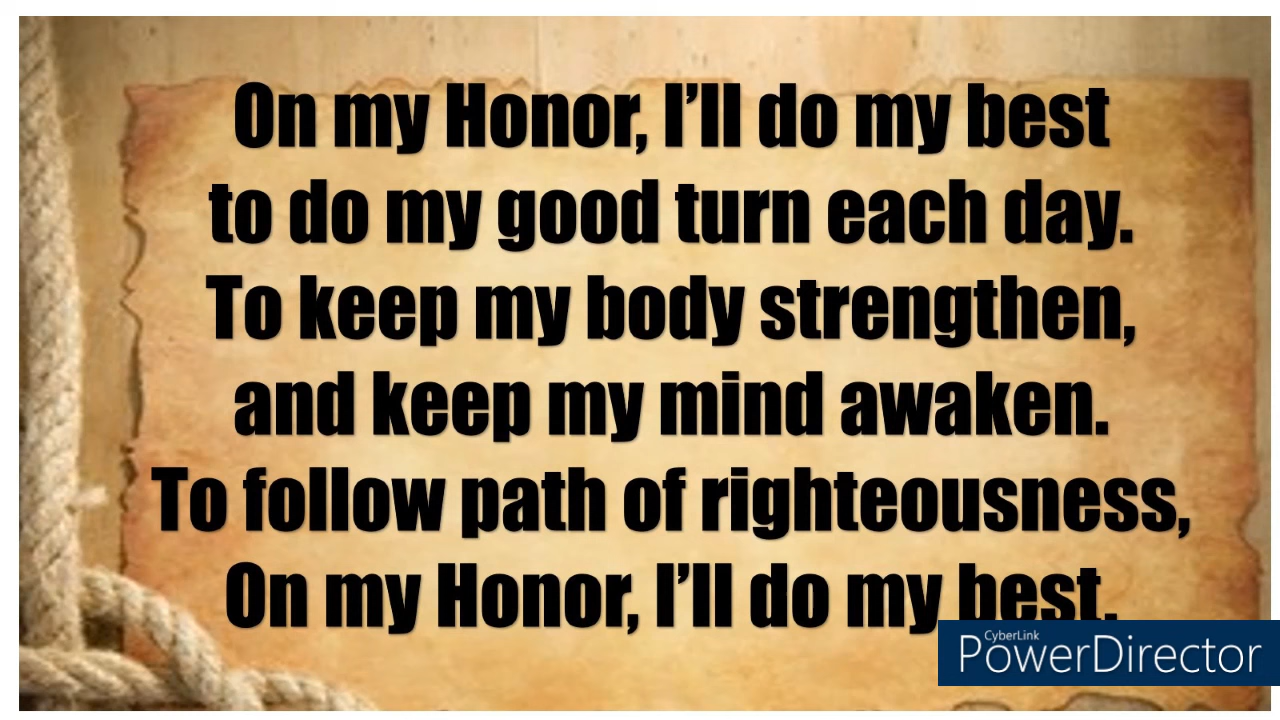 On my Honor, I’ll do my best
to do my good turn each day.
To keep my body strengthen,
and keep my mind awaken.
To follow path of righteousness,
On my Honor, I’ll do my best.
CyberLink
PowerDirector